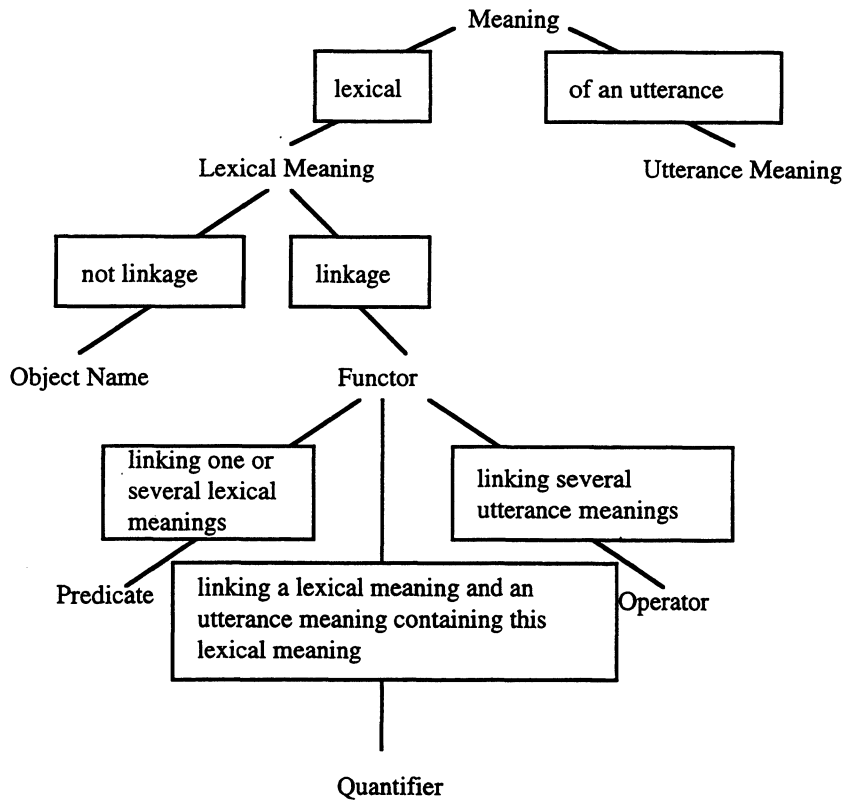 Meaning
lexical
of an utterance
Lexical Meaning
Utterance Meaning
not linkage
linkage
Object Name
Functor
linking one or
several lexical
meanings
linking several
utterance meanings
Predicate
linking a lexical meaning and an
utterance meaning containing this
lexical meaning
Operator
Quantifier